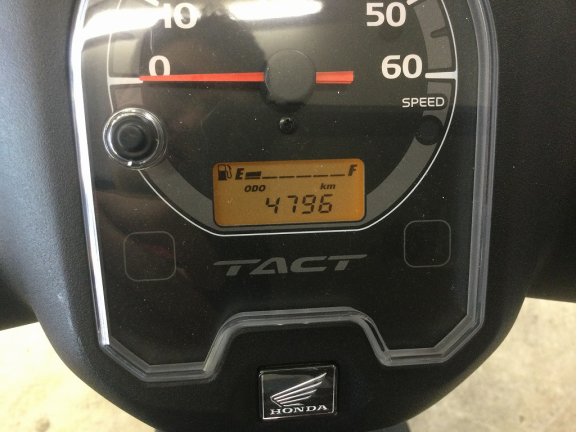 10 50
0 60
SPEED
E F
ODO km
4796
TACT
HONDA